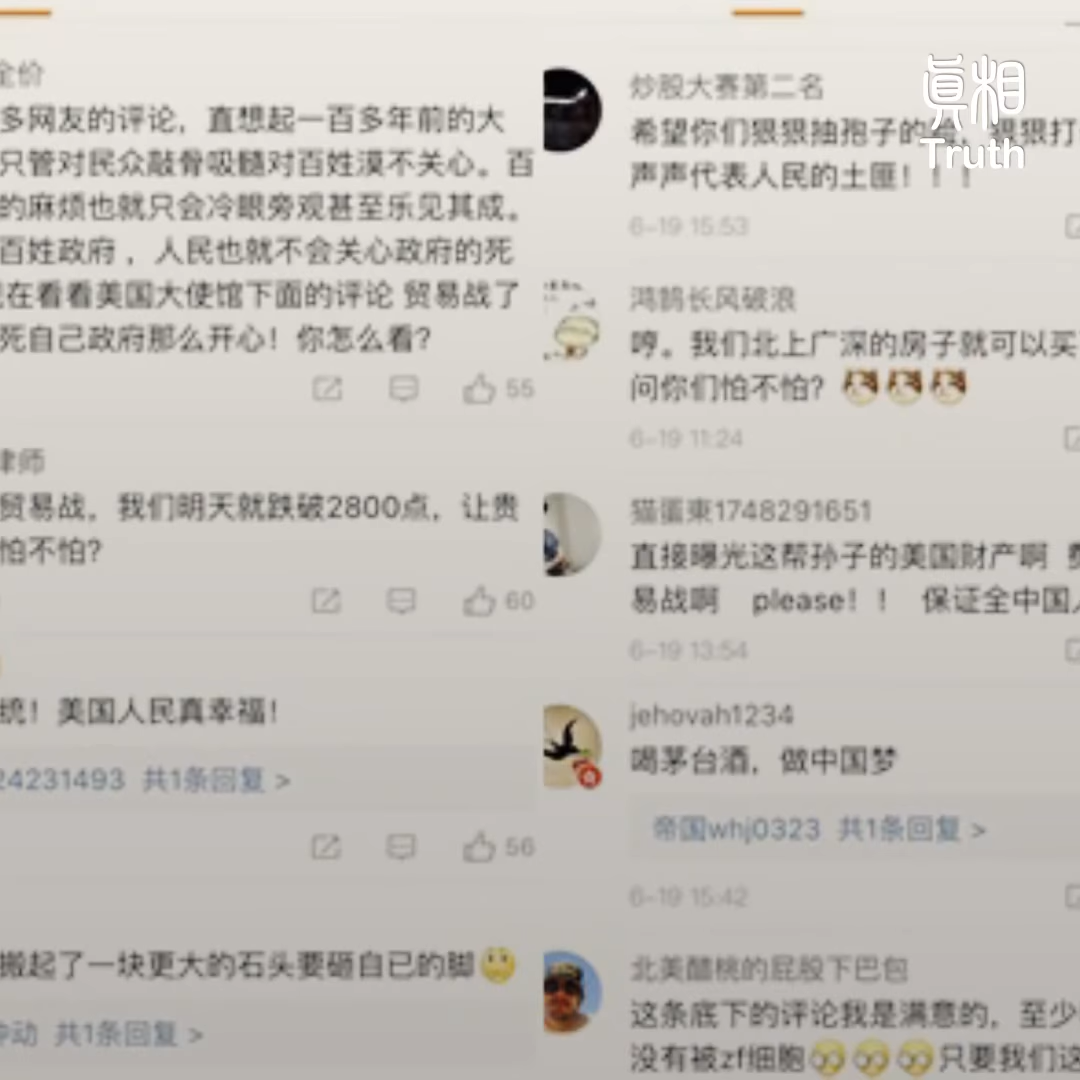 全价
多网友的评论，直想起一百多年前的大
只管对民众敲骨吸髓对百姓漠不关心。百
的麻烦也就只会冷眼旁观甚至乐见其成。
百姓政府，人民也就不会关心政府的死
在看看美国大使馆下面的评论 贸易战了
死自己政府那么开心！你怎么看？
55
律师
贸易战，我们明天就跌破2800点，让贵
怕不怕？
60
统！美国人民真幸福！
24231493 共1条回复 >
56
搬起了一块更大的石头要砸自已的脚
冲动 共1条回复 >
真相
Truth
炒股大赛第二名
希望你们狠狠抽孢子的 狠狠打
声声代表人民的土匪！！！
6-19 15:53
鸿鹄长风破浪
哼。我们北上广深的房子就可以买
问你们怕不怕？
6-19 11:24
猫蛋東1748291651
直接曝光这帮孙子的美国财产啊
易战啊 please！！ 保证全中国人
6-19 13:54
jehovah1234
喝茅台酒，做中国梦
帝国whj0323 共1条回复 >
6-19 15:42
北美醋桃的屁股下巴包
这条底下的评论我是满意的，至少
没有被zf细胞 只要我们这